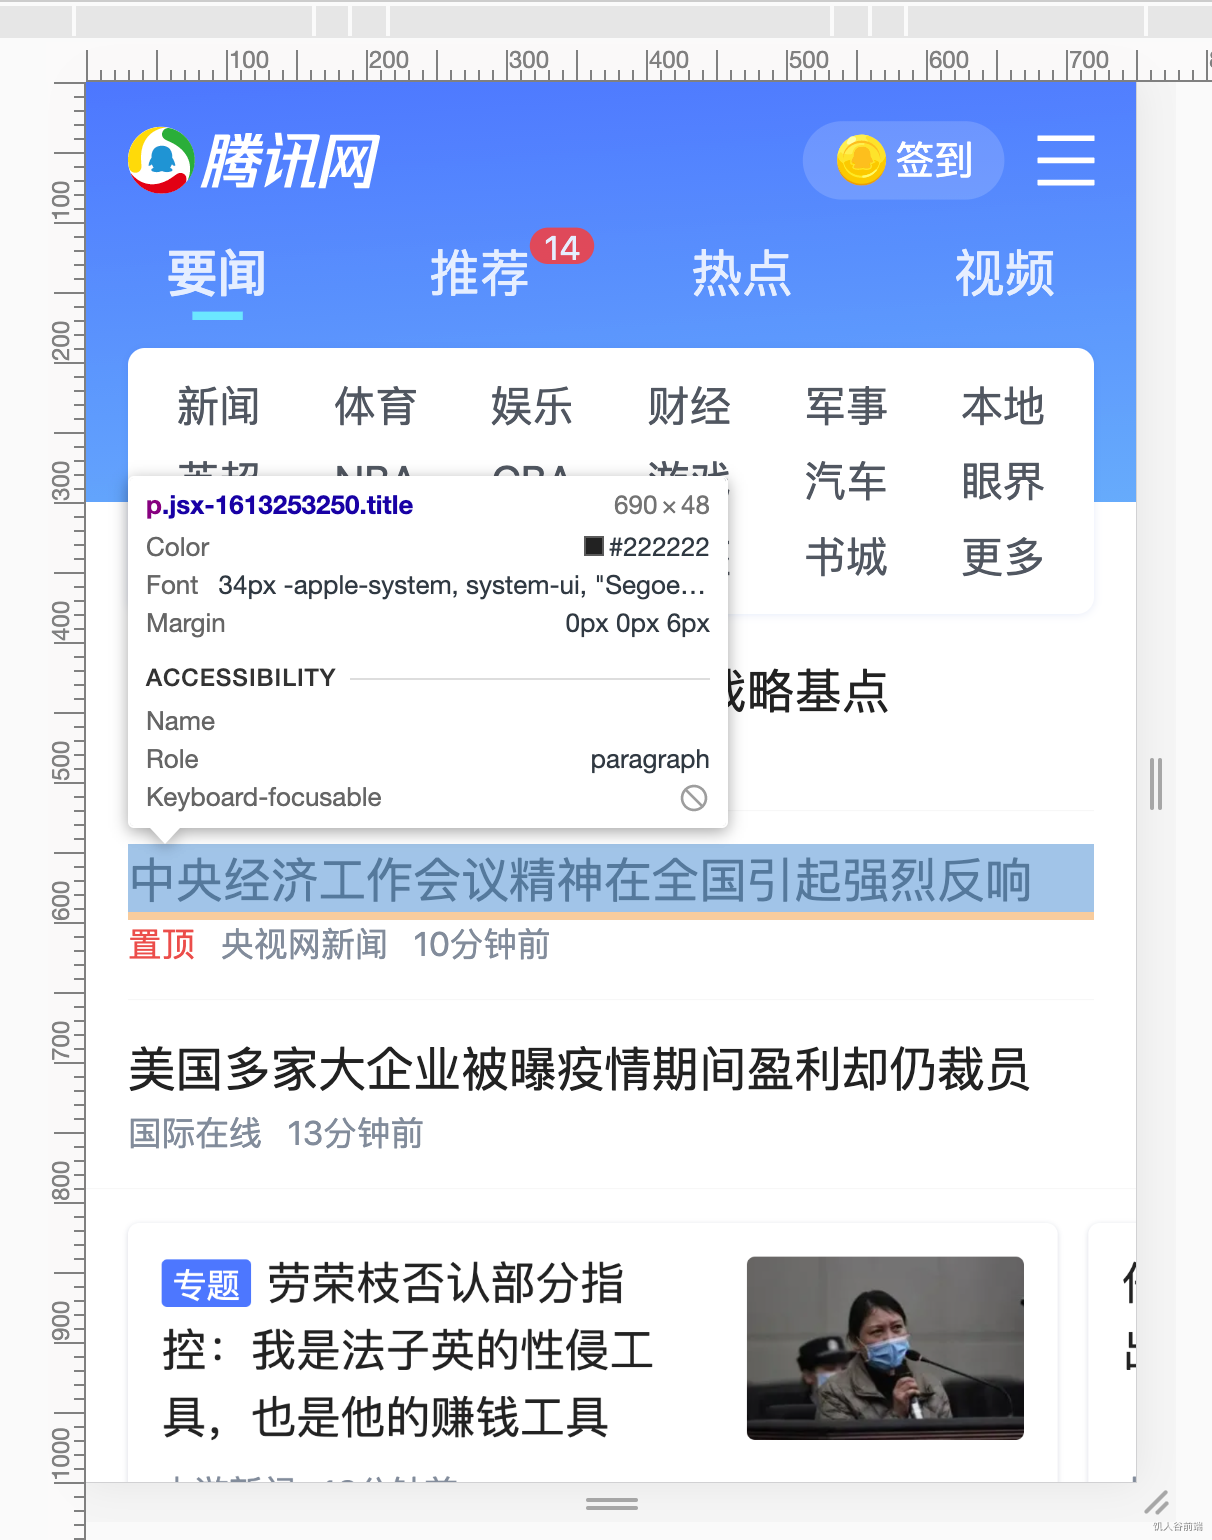 100 200 300 400 500 600 700
100
200
300
400
500
600
700
800
900
1000
腾讯网
签到
要闻 推荐 14 热点 视频
新闻 体育 娱乐 财经 军事 本地
英超 NBA CBA 游戏 汽车 眼界
书城 更多
p.jsx-1613253250.title 690×48
Color #222222
Font 34px -apple-system, system-ui, "Segoe…
Margin 0px 0px 6px
ACCESSIBILITY
Name
Role paragraph
Keyboard-focusable
战略基点
中央经济工作会议精神在全国引起强烈反响
置顶 央视网新闻 10分钟前
美国多家大企业被曝疫情期间盈利却仍裁员
国际在线 13分钟前
专题 劳荣枝否认部分指
控：我是法子英的性侵工
具，也是他的赚钱工具
饥人谷前端